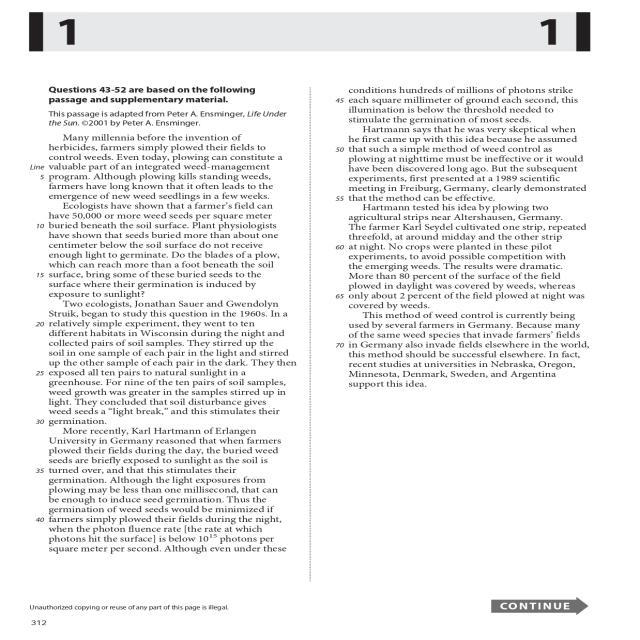 1
1
Questions 43-52 are based on the following
passage and supplementary material.
This passage is adapted from Peter A. Ensminger, Life Under
the Sun. ©2001 by Peter A. Ensminger.
Many millennia before the invention of
herbicides, farmers simply plowed their fields to
control weeds. Even today, plowing can constitute a
Line valuable part of an integrated weed-management
5 program. Although plowing kills standing weeds,
farmers have long known that it often leads to the
emergence of new weed seedlings in a few weeks.
Ecologists have shown that a farmer's field can
have 50,000 or more weed seeds per square meter
10 buried beneath the soil surface. Plant physiologists
have shown that seeds buried more than about one
centimeter below the soil surface do not receive
enough light to germinate. Do the blades of a plow,
which can reach more than a foot beneath the soil
15 surface, bring some of these buried seeds to the
surface where their germination is induced by
exposure to sunlight?
Two ecologists, Jonathan Sauer and Gwendolyn
Struik, began to study this question in the 1960s. In a
20 relatively simple experiment, they went to ten
different habitats in Wisconsin during the night and
collected pairs of soil samples. They stirred up the
soil in one sample of each pair in the light and stirred
up the other sample of each pair in the dark. They then
25 exposed all ten pairs to natural sunlight in a
greenhouse. For nine of the ten pairs of soil samples,
weed growth was greater in the samples stirred up in
light. They concluded that soil disturbance gives
weed seeds a "light break," and this stimulates their
30 germination.
More recently, Karl Hartmann of Erlangen
University in Germany reasoned that when farmers
plowed their fields during the day, the buried weed
seeds are briefly exposed to sunlight as the soil is
35 turned over, and that this stimulates their
germination. Although the light exposures from
plowing may be less than one millisecond, that can
be enough to induce seed germination. Thus the
germination of weed seeds would be minimized if
40 farmers simply plowed their fields during the night,
when the photon fluence rate [the rate at which
photons hit the surface] is below 10¹⁵ photons per
square meter per second. Although even under these
conditions hundreds of millions of photons strike
45 each square millimeter of ground each second, this
illumination is below the threshold needed to
stimulate the germination of most seeds.
Hartmann says that he was very skeptical when
he first came up with this idea because he assumed
50 that such a simple method of weed control as
plowing at nighttime must be ineffective or it would
have been discovered long ago. But the subsequent
experiments, first presented at a 1989 scientific
meeting in Freiburg, Germany, clearly demonstrated
55 that the method can be effective.
Hartmann tested his idea by plowing two
agricultural strips near Altershausen, Germany.
The farmer Karl Seydel cultivated one strip, repeated
threefold, at around midday and the other strip
60 at night. No crops were planted in these pilot
experiments, to avoid possible competition with
the emerging weeds. The results were dramatic.
More than 80 percent of the surface of the field
plowed in daylight was covered by weeds, whereas
65 only about 2 percent of the field plowed at night was
covered by weeds.
This method of weed control is currently being
used by several farmers in Germany. Because many
of the same weed species that invade farmers' fields
70 in Germany also invade fields elsewhere in the world,
this method should be successful elsewhere. In fact,
recent studies at universities in Nebraska, Oregon,
Minnesota, Denmark, Sweden, and Argentina
support this idea.
Unauthorized copying or reuse of any part of this page is illegal.
CONTINUE
312